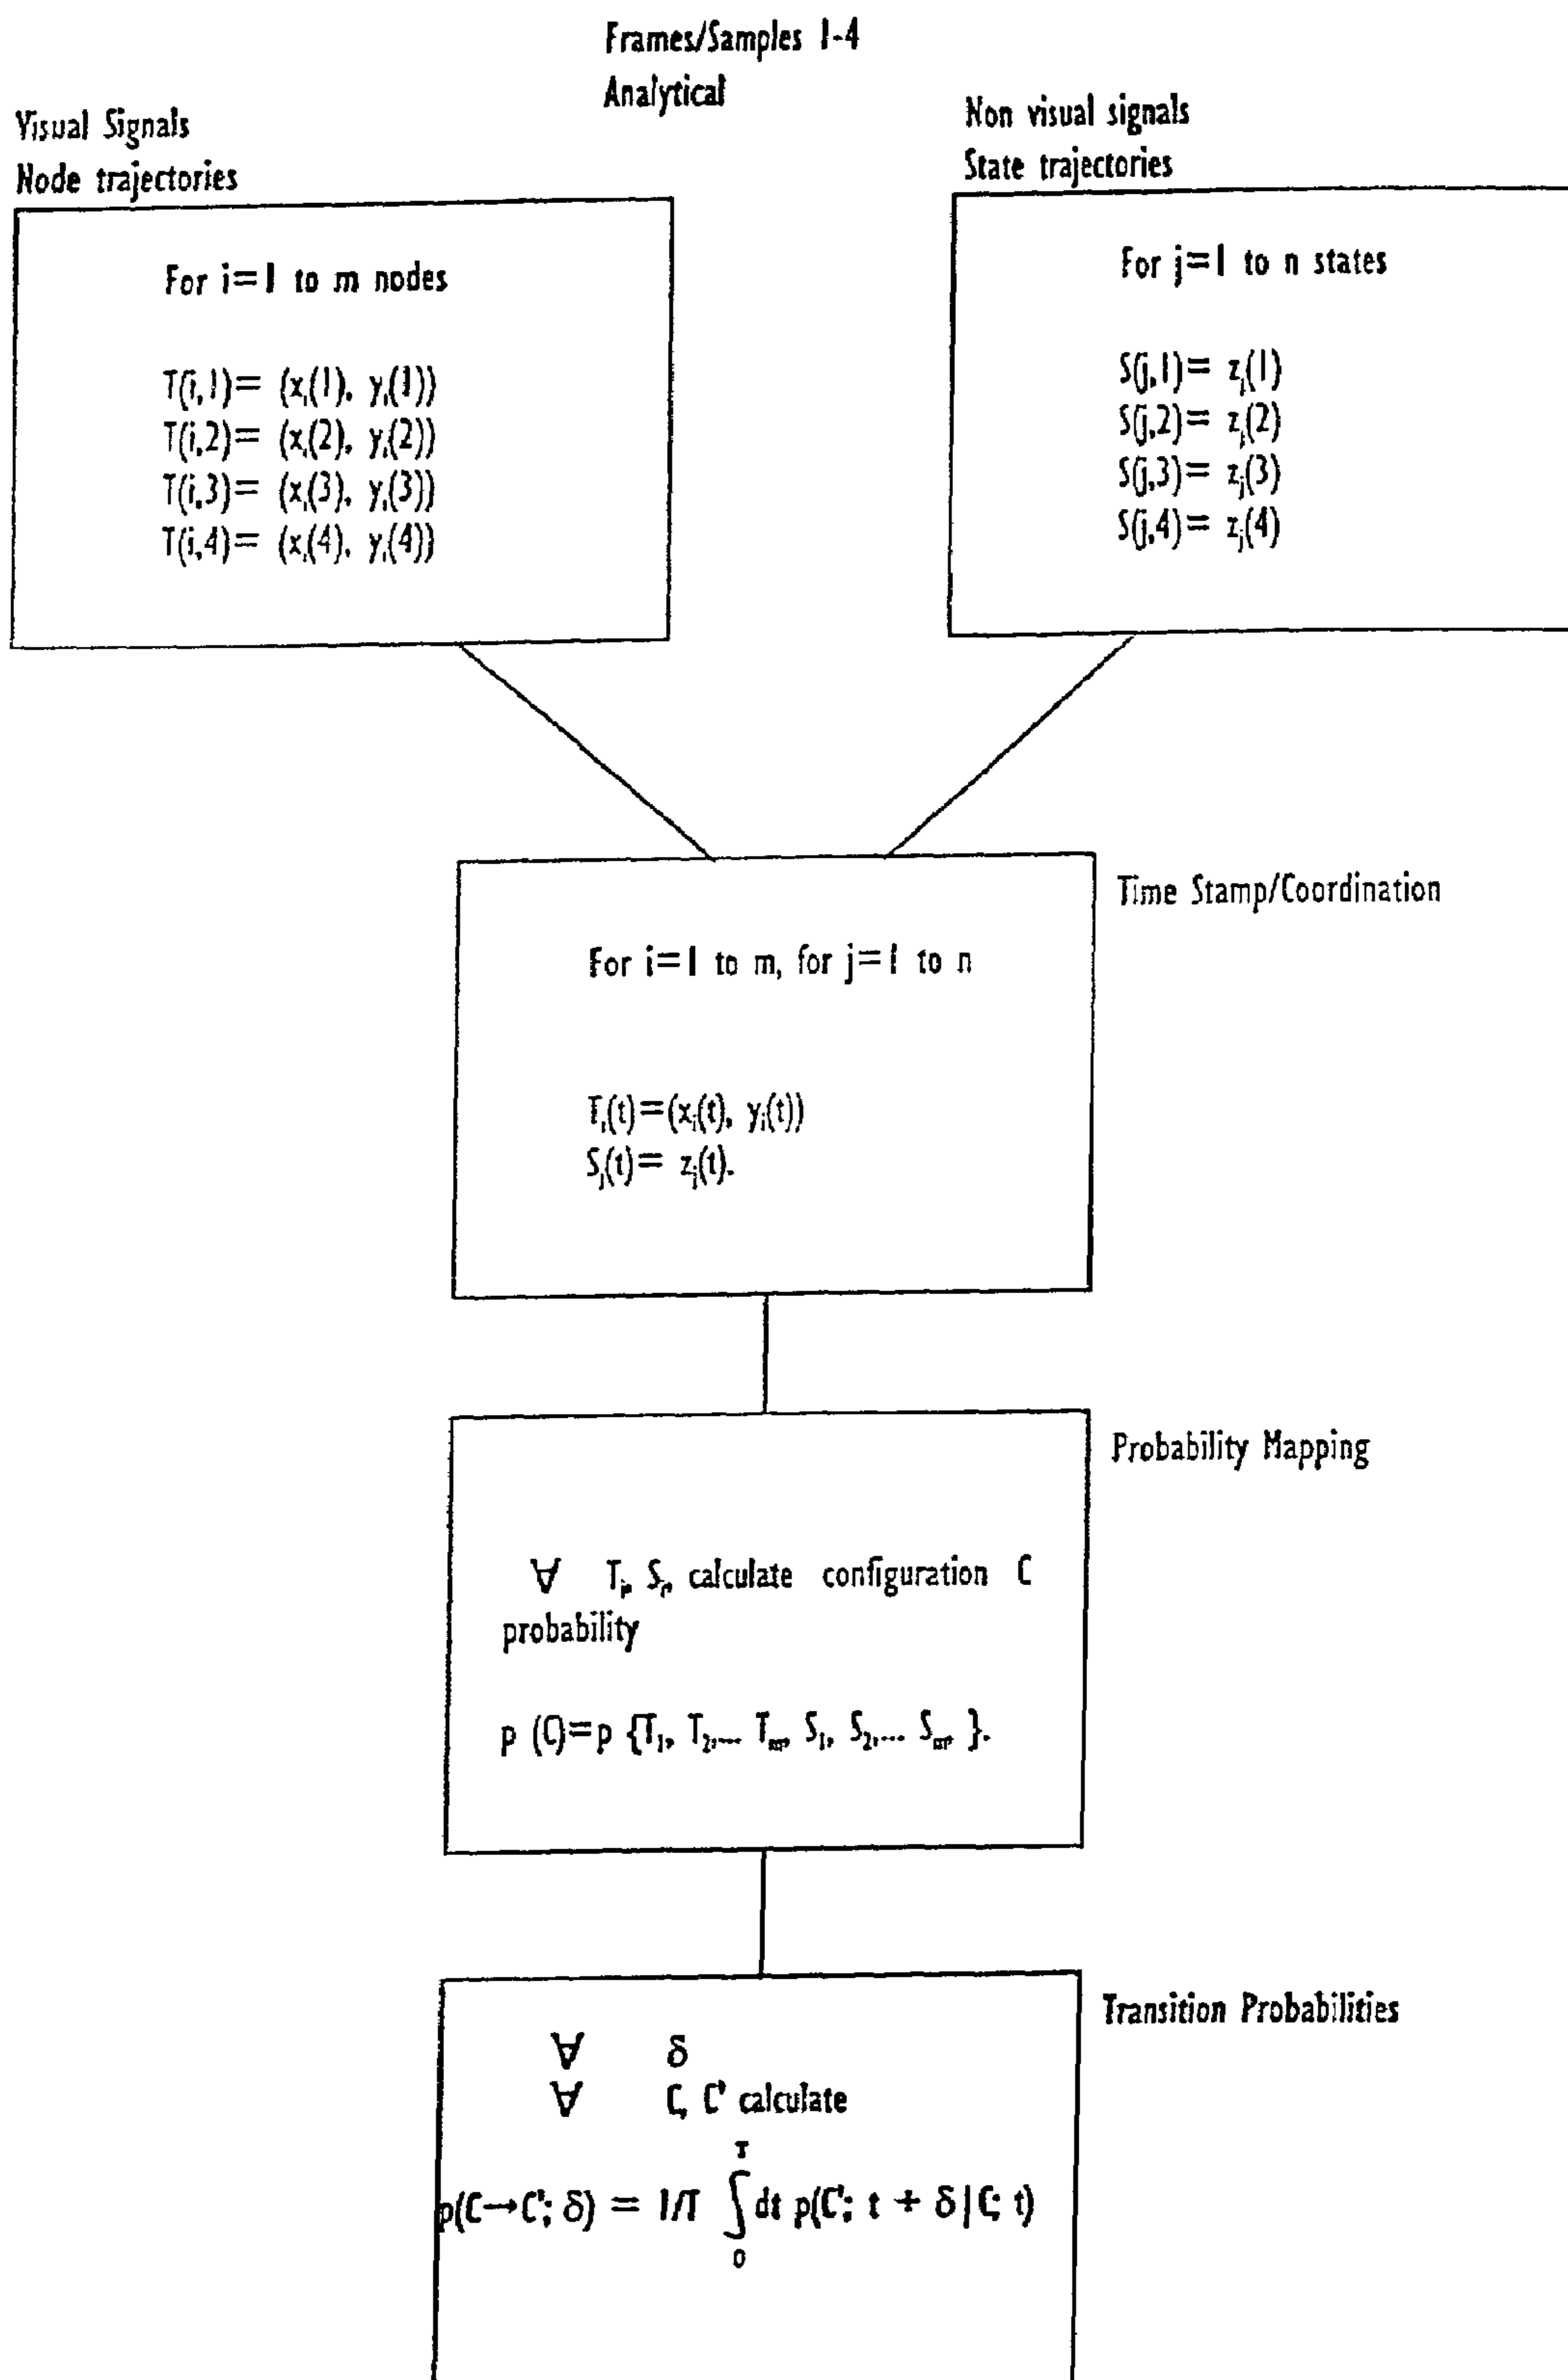 Frames/Samples 1-4
Analytical
Visual Signals
Node trajectories
Non visual signals
State trajectories
For i=1 to m nodes
T(i,1)= (xᵢ(1), yᵢ(1))
T(i,2)= (xᵢ(2), yᵢ(2))
T(i,3)= (xᵢ(3), yᵢ(3))
T(i,4)= (xᵢ(4), yᵢ(4))
For j=1 to n states
S(j,1)= zⱼ(1)
S(j,2)= zⱼ(2)
S(j,3)= zⱼ(3)
S(j,4)= zⱼ(4)
Time Stamp/Coordination
For i=1 to m, for j=1 to n
Tᵢ(t)=(xᵢ(t), yᵢ(t))
Sⱼ(t)= zⱼ(t).
Probability Mapping
∀ calculate configuration C
probability
p (C)=p {T₁, T₂,... Tₘ, S₁, S₂,... }.
Transition Probabilities
∀ δ
∀ C, C' calculate
p(C→C'; δ) = 1/T ∫₀ᵀ dt p(C'; t + δ|C; t)